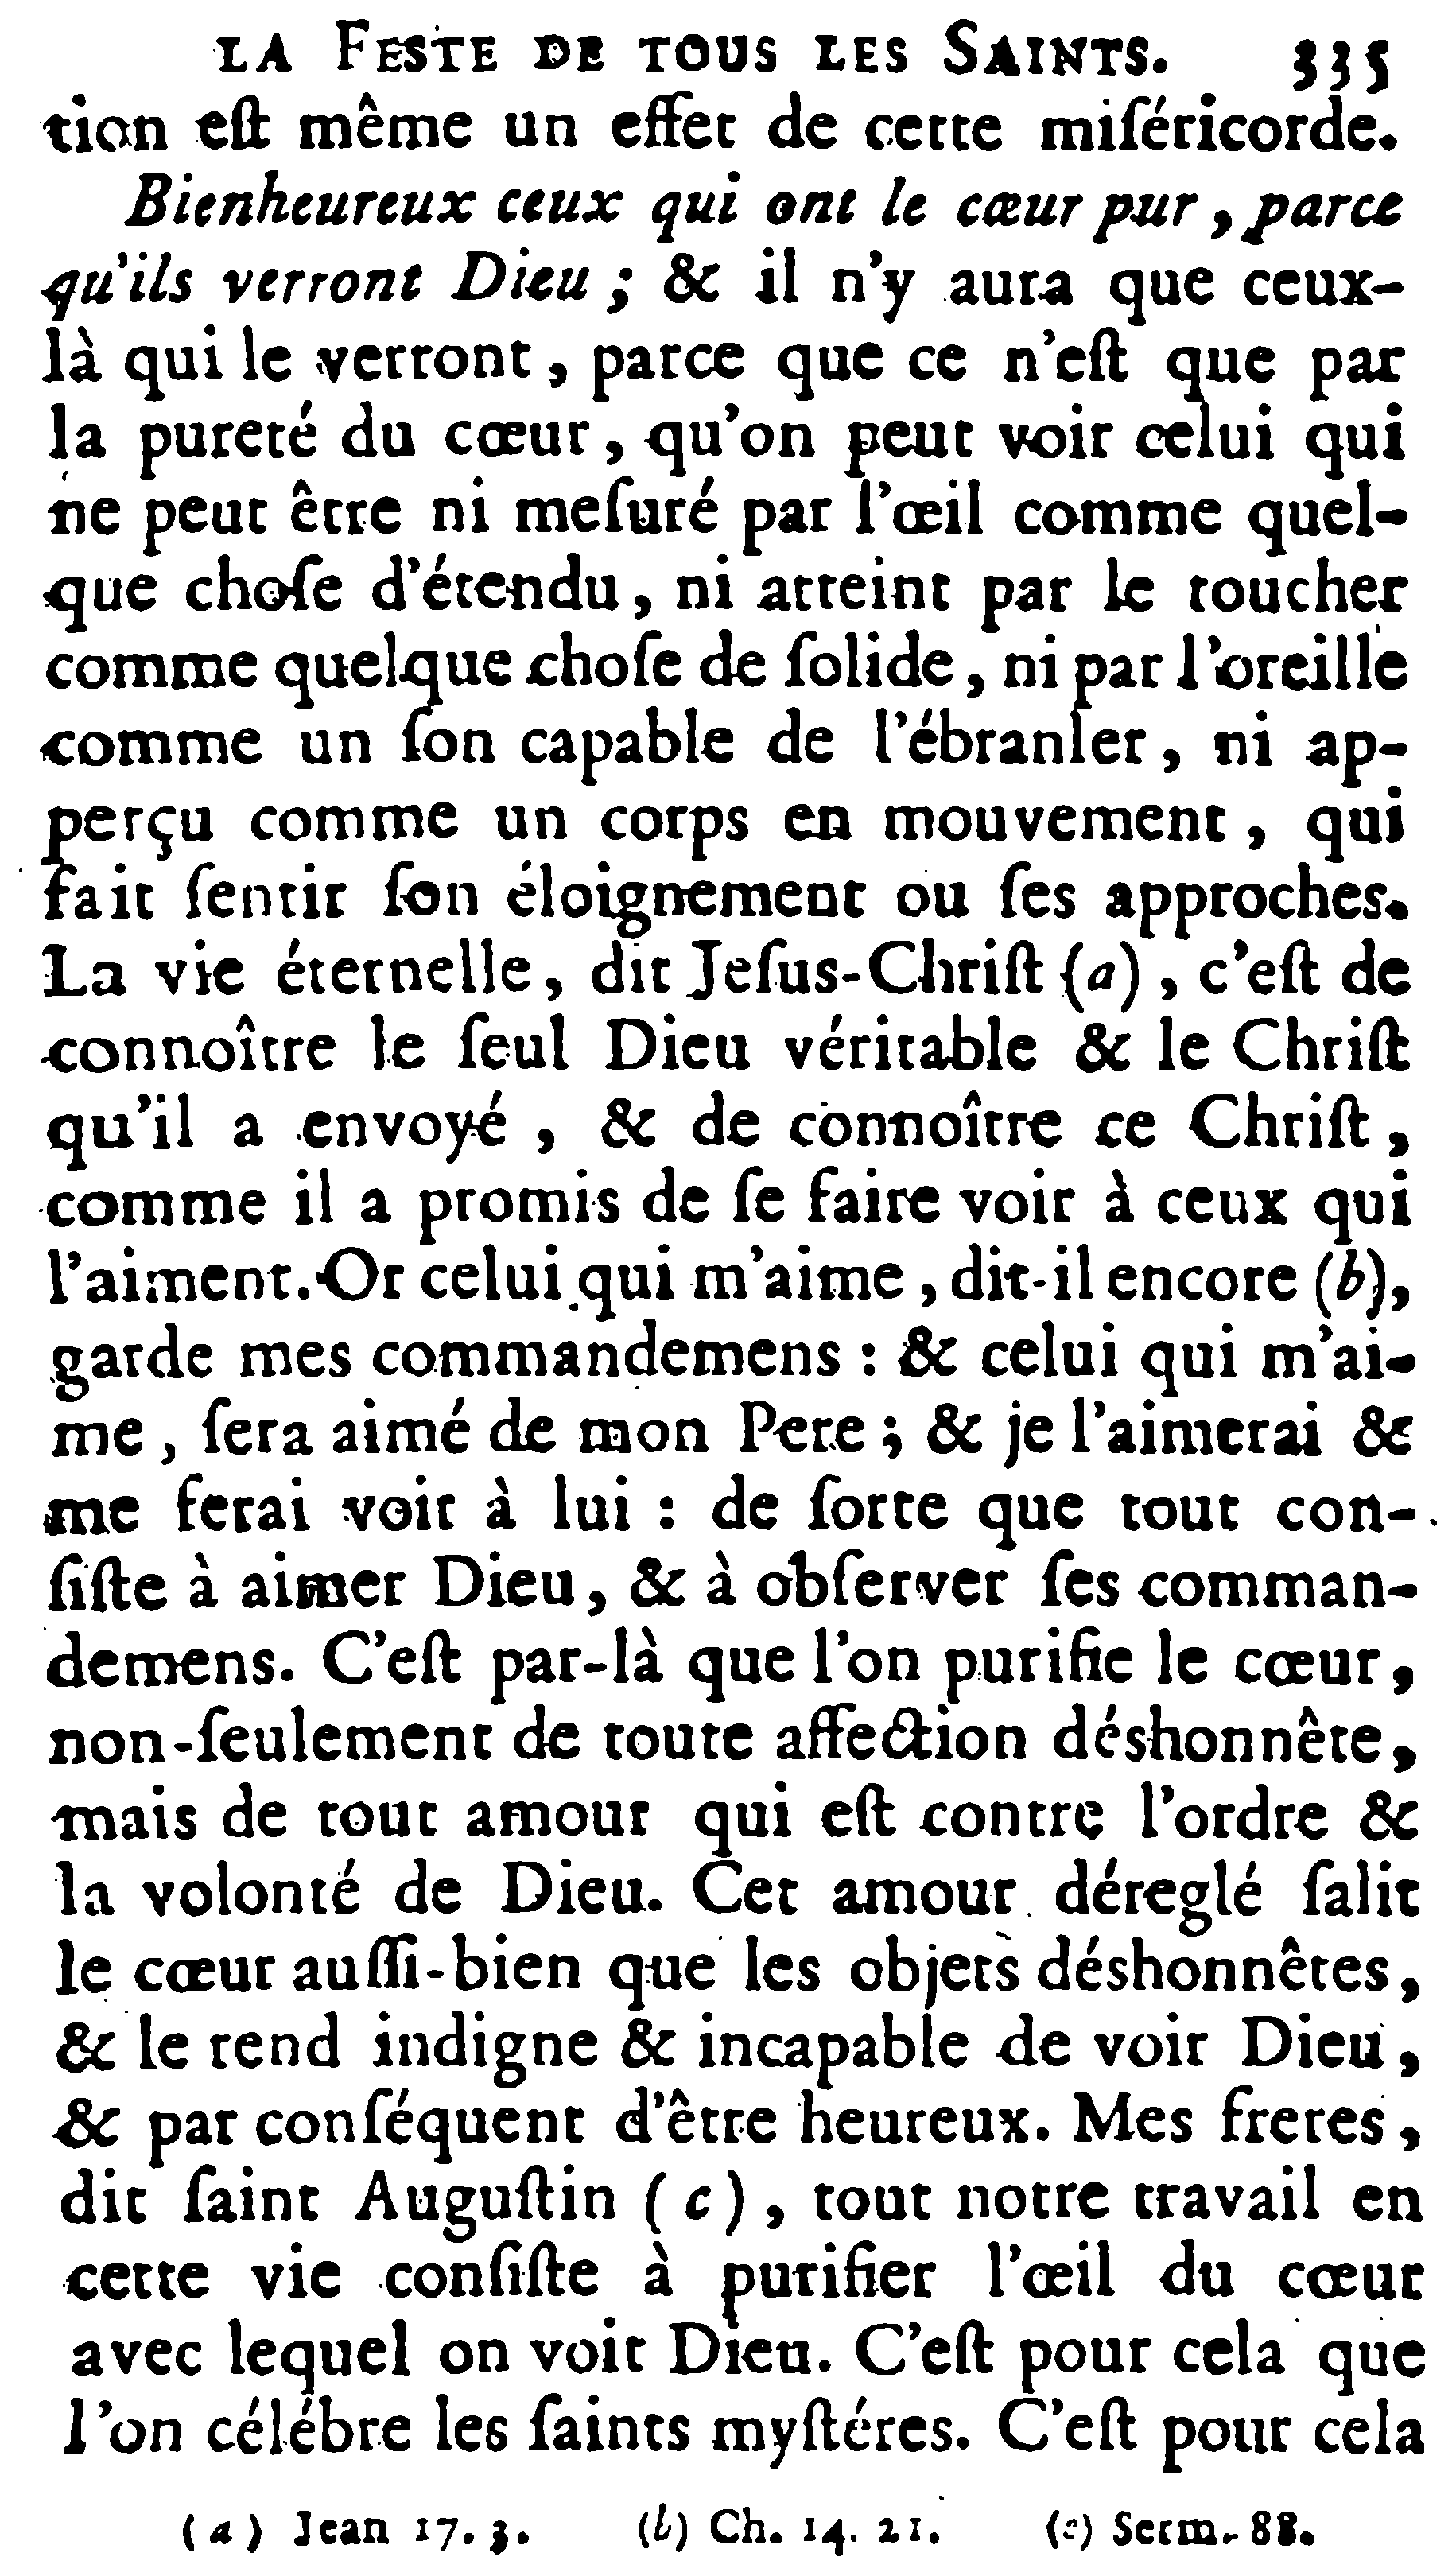 LA FESTE DE TOUS LES SAINTS. 335
tion eſt même un effet de cette miſéricorde.
Bienheureux ceux qui ont le cœur pur, parce
qu'ils verront Dieu ; & il n'y aura que ceux-
là qui le verront, parce que ce n'eſt que par
la pureté du cœur, qu'on peut voir celui qui
ne peut être ni meſuré par l'œil comme quel-
que choſe d'étendu, ni atteint par le toucher
comme quelque choſe de ſolide, ni par l'oreille
comme un ſon capable de l'ébranler, ni ap-
perçu comme un corps en mouvement, qui
fait ſentir ſon éloignement ou ſes approches.
La vie éternelle, dit Jeſus-Chriſt (a), c'eſt de
connoître le ſeul Dieu véritable & le Chriſt
qu'il a envoyé, & de connoître ce Chriſt,
comme il a promis de ſe faire voir à ceux qui
l'aiment. Or celui qui m'aime, dit-il encore (b),
garde mes commandemens : & celui qui m'ai-
me, ſera aimé de mon Pere ; & je l'aimerai &
me ferai voir à lui : de ſorte que tout con-
ſiſte à aimer Dieu, & à obſerver ſes comman-
demens. C'eſt par-là que l'on purifie le cœur,
non-ſeulement de toute affection déshonnête,
mais de tout amour qui eſt contre l'ordre &
la volonté de Dieu. Cet amour déreglé ſalit
le cœur auſſi-bien que les objets déshonnêtes,
& le rend indigne & incapable de voir Dieu,
& par conſéquent d'être heureux. Mes freres,
dit ſaint Auguſtin (c), tout notre travail en
cette vie conſiſte à purifier l'œil du cœur
avec lequel on voit Dieu. C'eſt pour cela que
l'on célébre les ſaints myſtéres. C'eſt pour cela
(a) Jean 17. 3. (b) Ch. 14. 21. (c) Serm. 88.